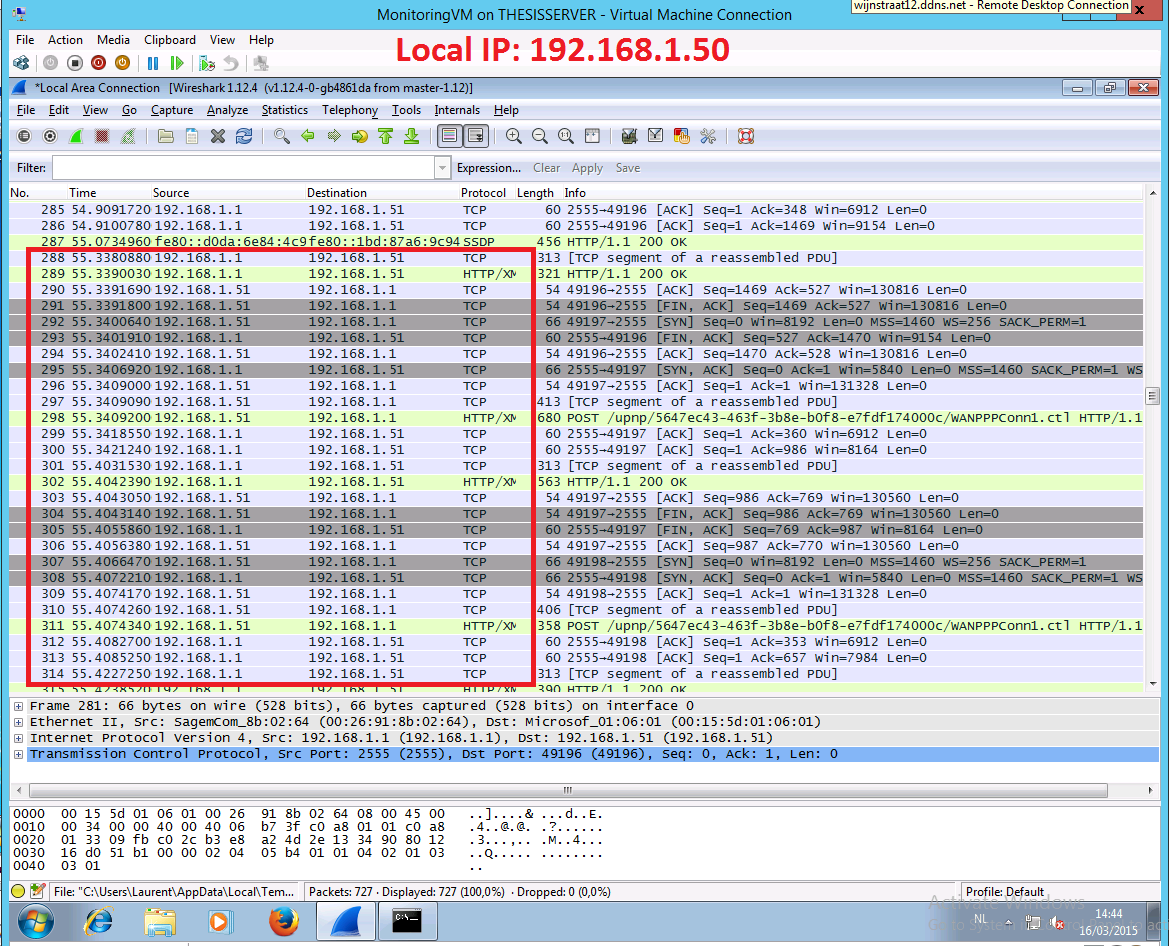 MonitoringVM on THESISSERVER - Virtual Machine Connection
wijnstraat12.ddns.net - Remote Desktop Connection
File Action Media Clipboard View Help
Local IP: 192.168.1.50
*Local Area Connection [Wireshark 1.12.4 (v1.12.4-0-gb4861da from master-1.12)]
File Edit View Go Capture Analyze Statistics Telephony Tools Internals Help
Filter: Expression... Clear Apply Save
No. Time Source Destination Protocol Length Info
285 54.9091720 192.168.1.1 192.168.1.51 TCP 60 2555→49196 [ACK] Seq=1 Ack=348 Win=6912 Len=0
286 54.9100780 192.168.1.1 192.168.1.51 TCP 60 2555→49196 [ACK] Seq=1 Ack=1469 Win=9154 Len=0
287 55.0734960 fe80::d0da:6e84:4c9 fe80::1bd:87a6:9c94 SSDP 456 HTTP/1.1 200 OK
288 55.3380880 192.168.1.1 192.168.1.51 TCP 313 [TCP segment of a reassembled PDU]
289 55.3390030 192.168.1.1 192.168.1.51 HTTP/XM 321 HTTP/1.1 200 OK
290 55.3391690 192.168.1.51 192.168.1.1 TCP 54 49196→2555 [ACK] Seq=1469 Ack=527 Win=130816 Len=0
291 55.3391800 192.168.1.51 192.168.1.1 TCP 54 49196→2555 [FIN, ACK] Seq=1469 Ack=527 Win=130816 Len=0
292 55.3400640 192.168.1.51 192.168.1.1 TCP 66 49197→2555 [SYN] Seq=0 Win=8192 Len=0 MSS=1460 WS=256 SACK_PERM=1
293 55.3401910 192.168.1.1 192.168.1.51 TCP 60 2555→49196 [FIN, ACK] Seq=527 Ack=1470 Win=9154 Len=0
294 55.3402410 192.168.1.51 192.168.1.1 TCP 54 49196→2555 [ACK] Seq=1470 Ack=528 Win=130816 Len=0
295 55.3406920 192.168.1.1 192.168.1.51 TCP 66 2555→49197 [SYN, ACK] Seq=0 Ack=1 Win=5840 Len=0 MSS=1460 SACK_PERM=1 WS
296 55.3409000 192.168.1.51 192.168.1.1 TCP 54 49197→2555 [ACK] Seq=1 Ack=1 Win=131328 Len=0
297 55.3409090 192.168.1.51 192.168.1.1 TCP 413 [TCP segment of a reassembled PDU]
298 55.3409200 192.168.1.51 192.168.1.1 HTTP/XM 680 POST /upnp/5647ec43-463f-3b8e-b0f8-e7fdf174000c/WANPPPConn1.ctl HTTP/1.1
299 55.3418550 192.168.1.1 192.168.1.51 TCP 60 2555→49197 [ACK] Seq=1 Ack=360 Win=6912 Len=0
300 55.3421240 192.168.1.1 192.168.1.51 TCP 60 2555→49197 [ACK] Seq=1 Ack=986 Win=8164 Len=0
301 55.4031530 192.168.1.1 192.168.1.51 TCP 313 [TCP segment of a reassembled PDU]
302 55.4042390 192.168.1.1 192.168.1.51 HTTP/XM 563 HTTP/1.1 200 OK
303 55.4043050 192.168.1.51 192.168.1.1 TCP 54 49197→2555 [ACK] Seq=986 Ack=769 Win=130560 Len=0
304 55.4043140 192.168.1.51 192.168.1.1 TCP 54 49197→2555 [FIN, ACK] Seq=986 Ack=769 Win=130560 Len=0
305 55.4055860 192.168.1.1 192.168.1.51 TCP 60 2555→49197 [FIN, ACK] Seq=769 Ack=987 Win=8164 Len=0
306 55.4056380 192.168.1.51 192.168.1.1 TCP 54 49197→2555 [ACK] Seq=987 Ack=770 Win=130560 Len=0
307 55.4066470 192.168.1.51 192.168.1.1 TCP 66 49198→2555 [SYN] Seq=0 Win=8192 Len=0 MSS=1460 WS=256 SACK_PERM=1
308 55.4072210 192.168.1.1 192.168.1.51 TCP 66 2555→49198 [SYN, ACK] Seq=0 Ack=1 Win=5840 Len=0 MSS=1460 SACK_PERM=1 WS
309 55.4074170 192.168.1.51 192.168.1.1 TCP 54 49198→2555 [ACK] Seq=1 Ack=1 Win=131328 Len=0
310 55.4074260 192.168.1.51 192.168.1.1 TCP 406 [TCP segment of a reassembled PDU]
311 55.4074340 192.168.1.51 192.168.1.1 HTTP/XM 358 POST /upnp/5647ec43-463f-3b8e-b0f8-e7fdf174000c/WANPPPConn1.ctl HTTP/1.1
312 55.4082700 192.168.1.1 192.168.1.51 TCP 60 2555→49198 [ACK] Seq=1 Ack=353 Win=6912 Len=0
313 55.4085250 192.168.1.1 192.168.1.51 TCP 60 2555→49198 [ACK] Seq=1 Ack=657 Win=7984 Len=0
314 55.4227250 192.168.1.1 192.168.1.51 TCP 313 [TCP segment of a reassembled PDU]
315 55.4238520 192.168.1.1 192.168.1.51 HTTP/XM 390 HTTP/1.1 200 OK
Frame 281: 66 bytes on wire (528 bits), 66 bytes captured (528 bits) on interface 0
Ethernet II, Src: SagemCom_8b:02:64 (00:26:91:8b:02:64), Dst: Microsof_01:06:01 (00:15:5d:01:06:01)
Internet Protocol Version 4, Src: 192.168.1.1 (192.168.1.1), Dst: 192.168.1.51 (192.168.1.51)
Transmission Control Protocol, Src Port: 2555 (2555), Dst Port: 49196 (49196), Seq: 0, Ack: 1, Len: 0
0000 00 15 5d 01 06 01 00 26 91 8b 02 64 08 00 45 00 ..]....& ...d..E.
0010 00 34 00 00 40 00 40 06 b7 3f c0 a8 01 01 c0 a8 .4..@.@. .?......
0020 01 33 09 fb c0 2c b3 e8 a2 4d 2e 13 34 90 80 12 .3...,.. .M..4...
0030 16 d0 51 b1 00 00 02 04 05 b4 01 01 04 02 01 03 ..Q..... ........
0040 03 01 ..
File: "C:\Users\Laurent\AppData\Local\Tem... Packets: 727 · Displayed: 727 (100,0%) · Dropped: 0 (0,0%) Profile: Default
Activate Windows
NL
14:44
16/03/2015